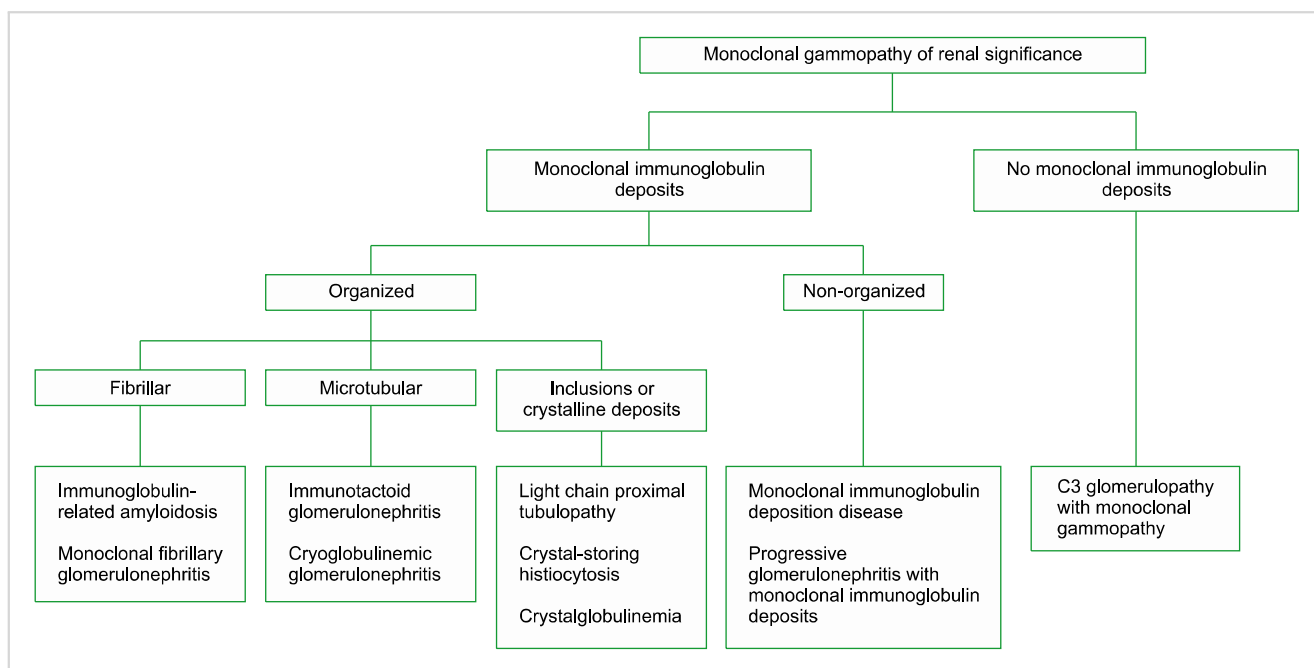 Monoclonal gammopathy of renal significance
Monoclonal immunoglobulin
deposits
No monoclonal immunoglobulin
deposits
Organized
Non-organized
Fibrillar
Microtubular
Inclusions or
crystalline deposits
Immunoglobulin-
related amyloidosis
Monoclonal fibrillary
glomerulonephritis
Immunotactoid
glomerulonephritis
Cryoglobulinemic
glomerulonephritis
Light chain proximal
tubulopathy
Crystal-storing
histiocytosis
Crystalglobulinemia
Monoclonal immunoglobulin
deposition disease
Progressive
glomerulonephritis with
monoclonal immunoglobulin
deposits
C3 glomerulopathy
with monoclonal
gammopathy